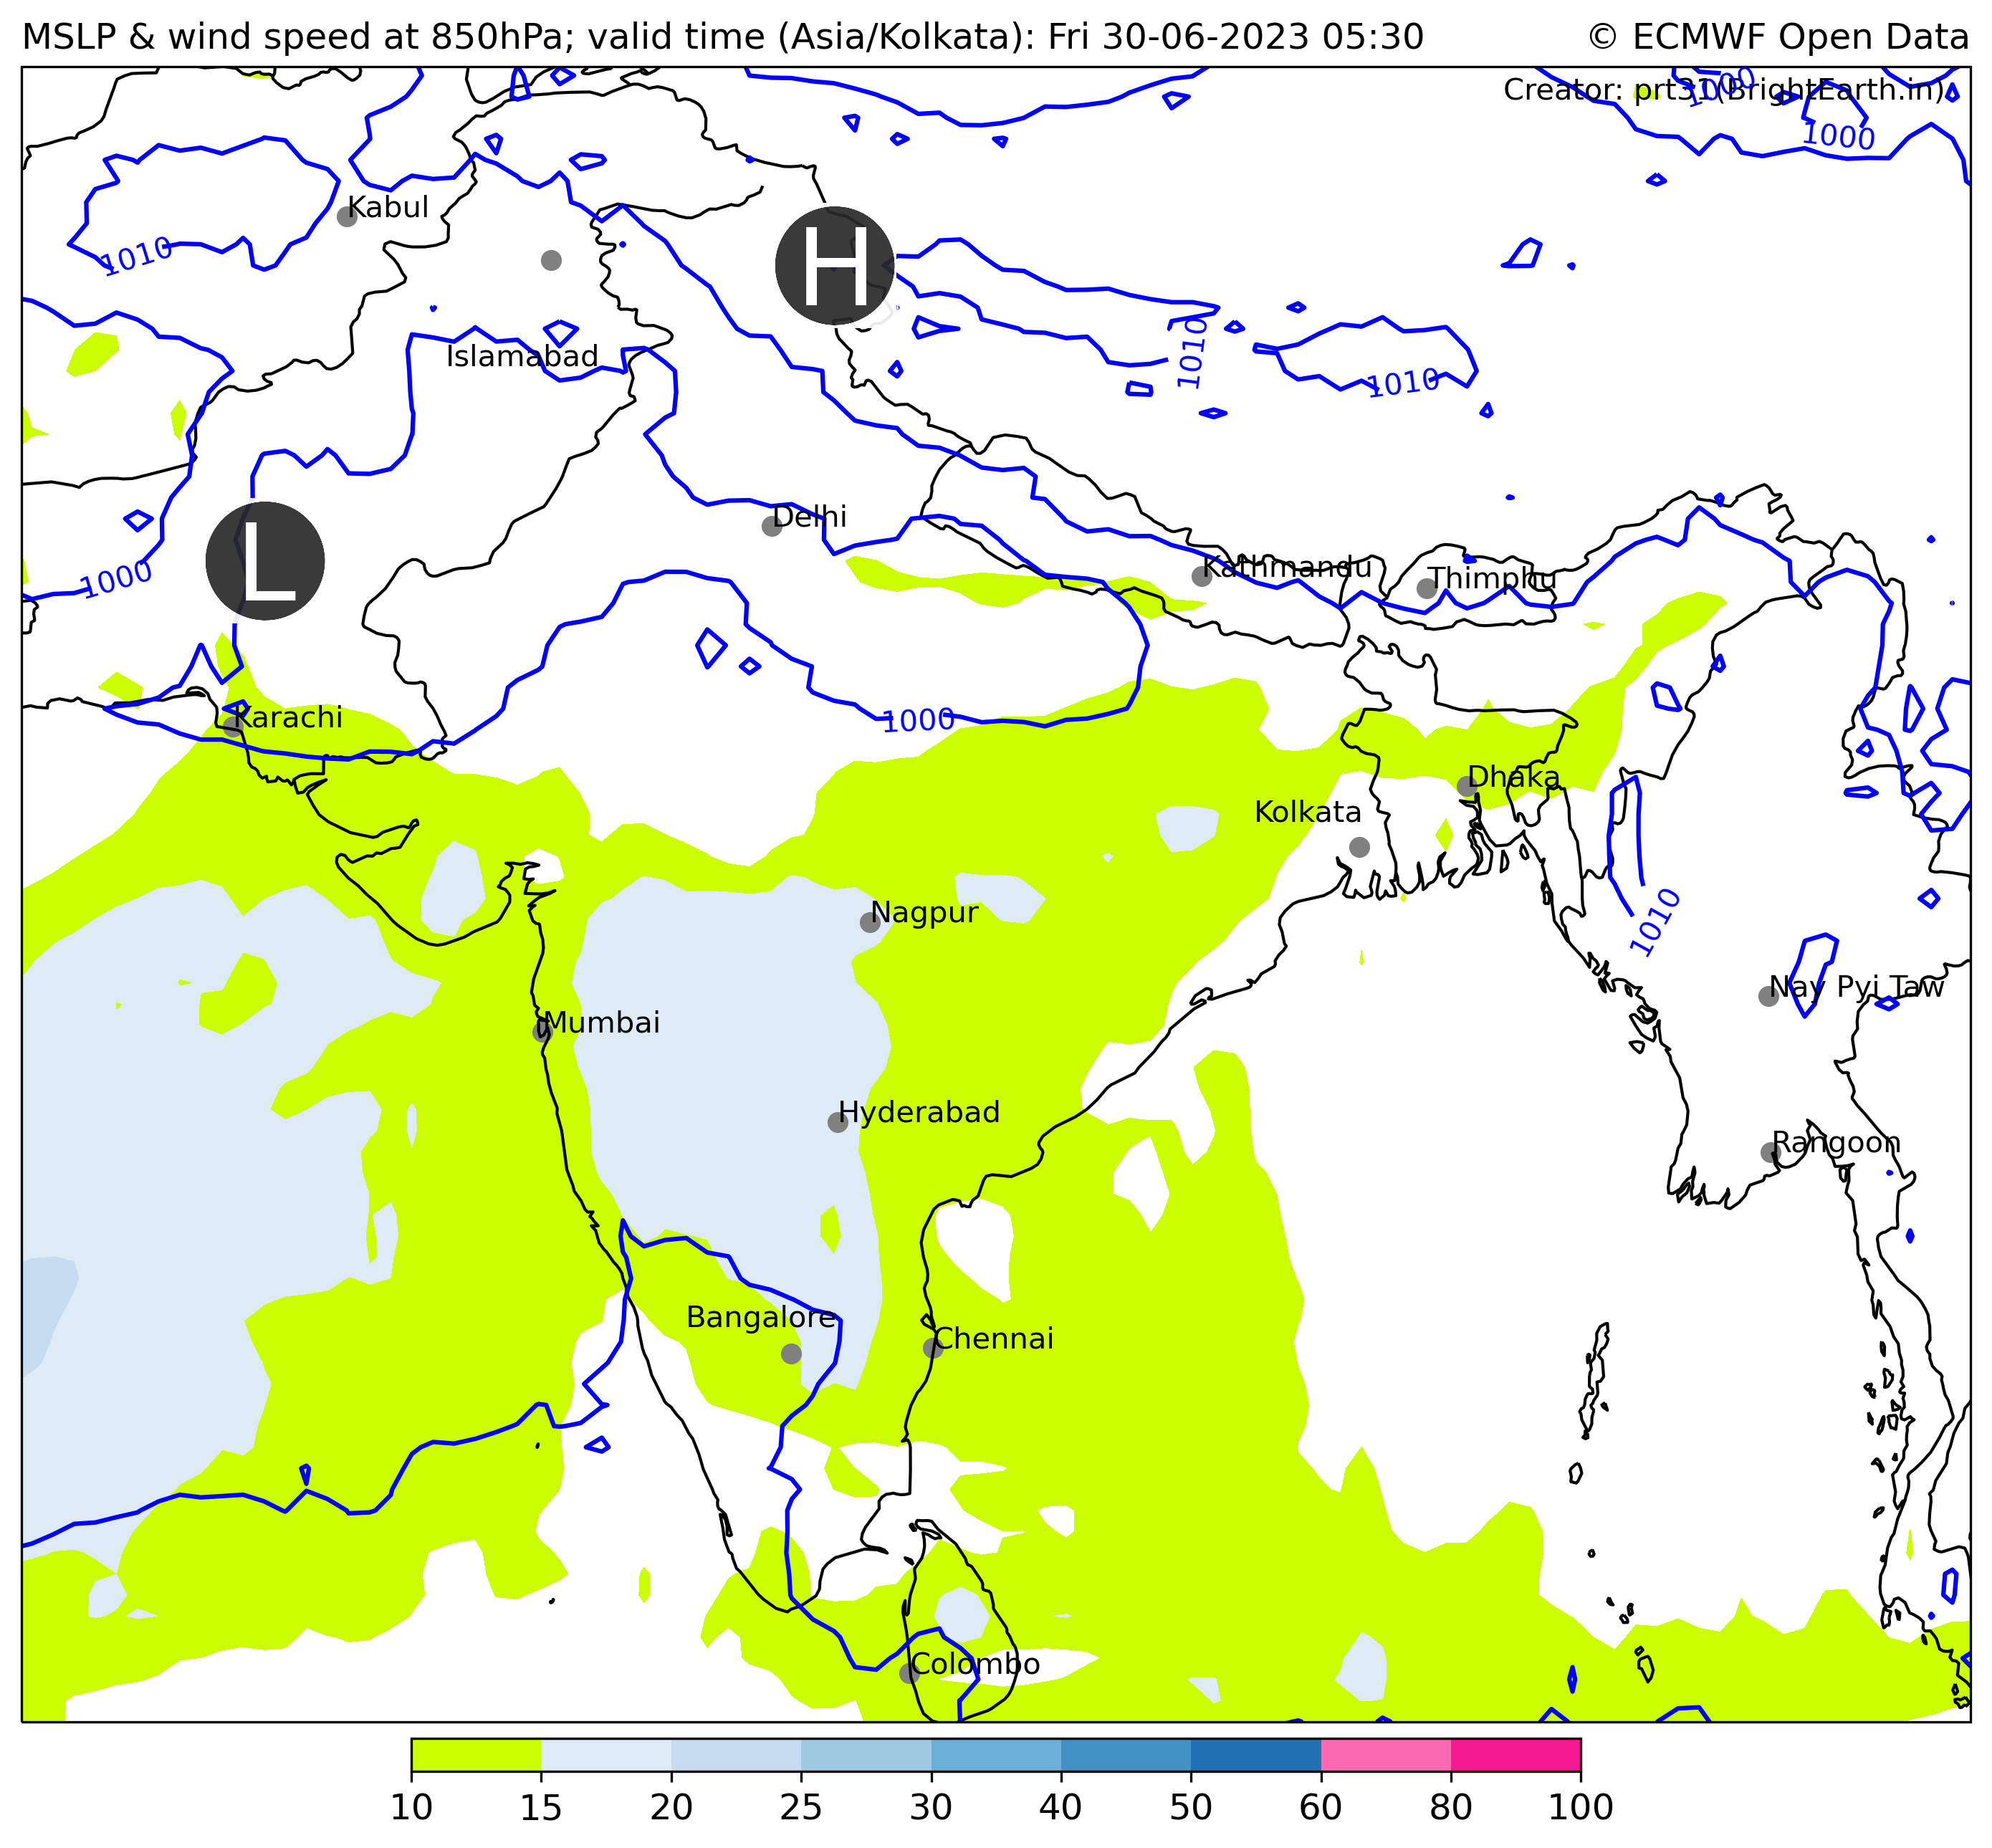 MSLP & wind speed at 850hPa; valid time (Asia/Kolkata): Fri 30-06-2023 05:30
© ECMWF Open Data
Creator: prt31(BrightEarth.in)
1000
1000
Kabul
1010
H
Islamabad
1010
1010
Delhi
L
1000
Kathmandu
Thimphu
Karachi
1000
Dhaka
Kolkata
Nagpur
1010
Nay Pyi Taw
Mumbai
Hyderabad
Rangoon
Bangalore
Chennai
Colombo
10 15 20 25 30 40 50 60 80 100